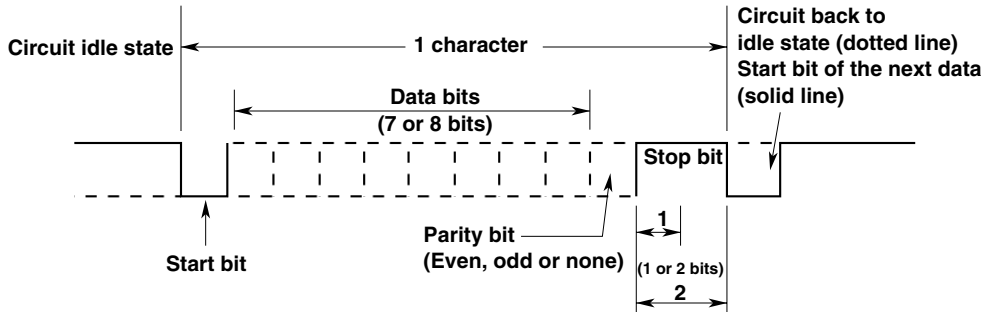 Circuit idle state
1 character
Circuit back to
idle state (dotted line)
Start bit of the next data
(solid line)
Data bits
(7 or 8 bits)
Stop bit
Start bit
Parity bit
(Even, odd or none)
1
(1 or 2 bits)
2